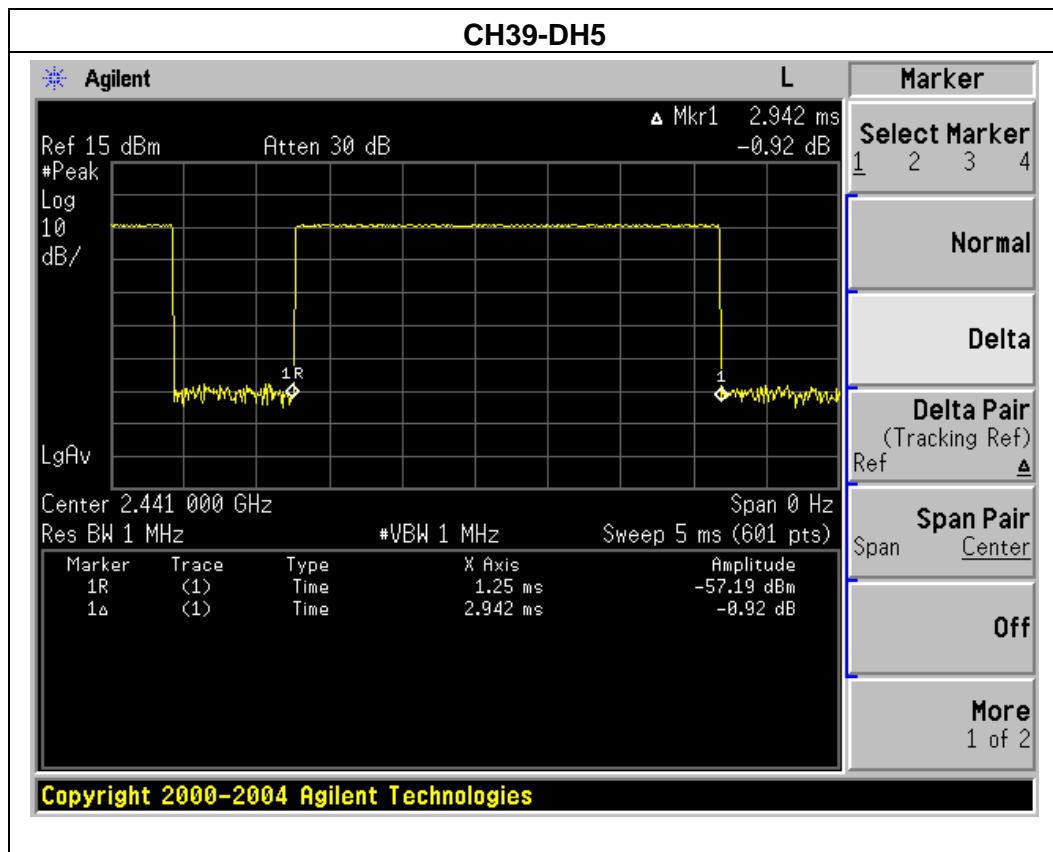 CH39-DH5
Agilent L
Δ Mkr1 2.942 ms
Ref 15 dBm Atten 30 dB -0.92 dB
#Peak
Log
10
dB/
1R
1
LgAv
Center 2.441 000 GHz Span 0 Hz
Res BW 1 MHz #VBW 1 MHz Sweep 5 ms (601 pts)
Marker Trace Type X Axis Amplitude
1R (1) Time 1.25 ms -57.19 dBm
1Δ (1) Time 2.942 ms -0.92 dB
Copyright 2000-2004 Agilent Technologies
Marker
Select Marker
1 2 3 4
Normal
Delta
Delta Pair
(Tracking Ref)
Ref Δ
Span Pair
Span Center
Off
More
1 of 2